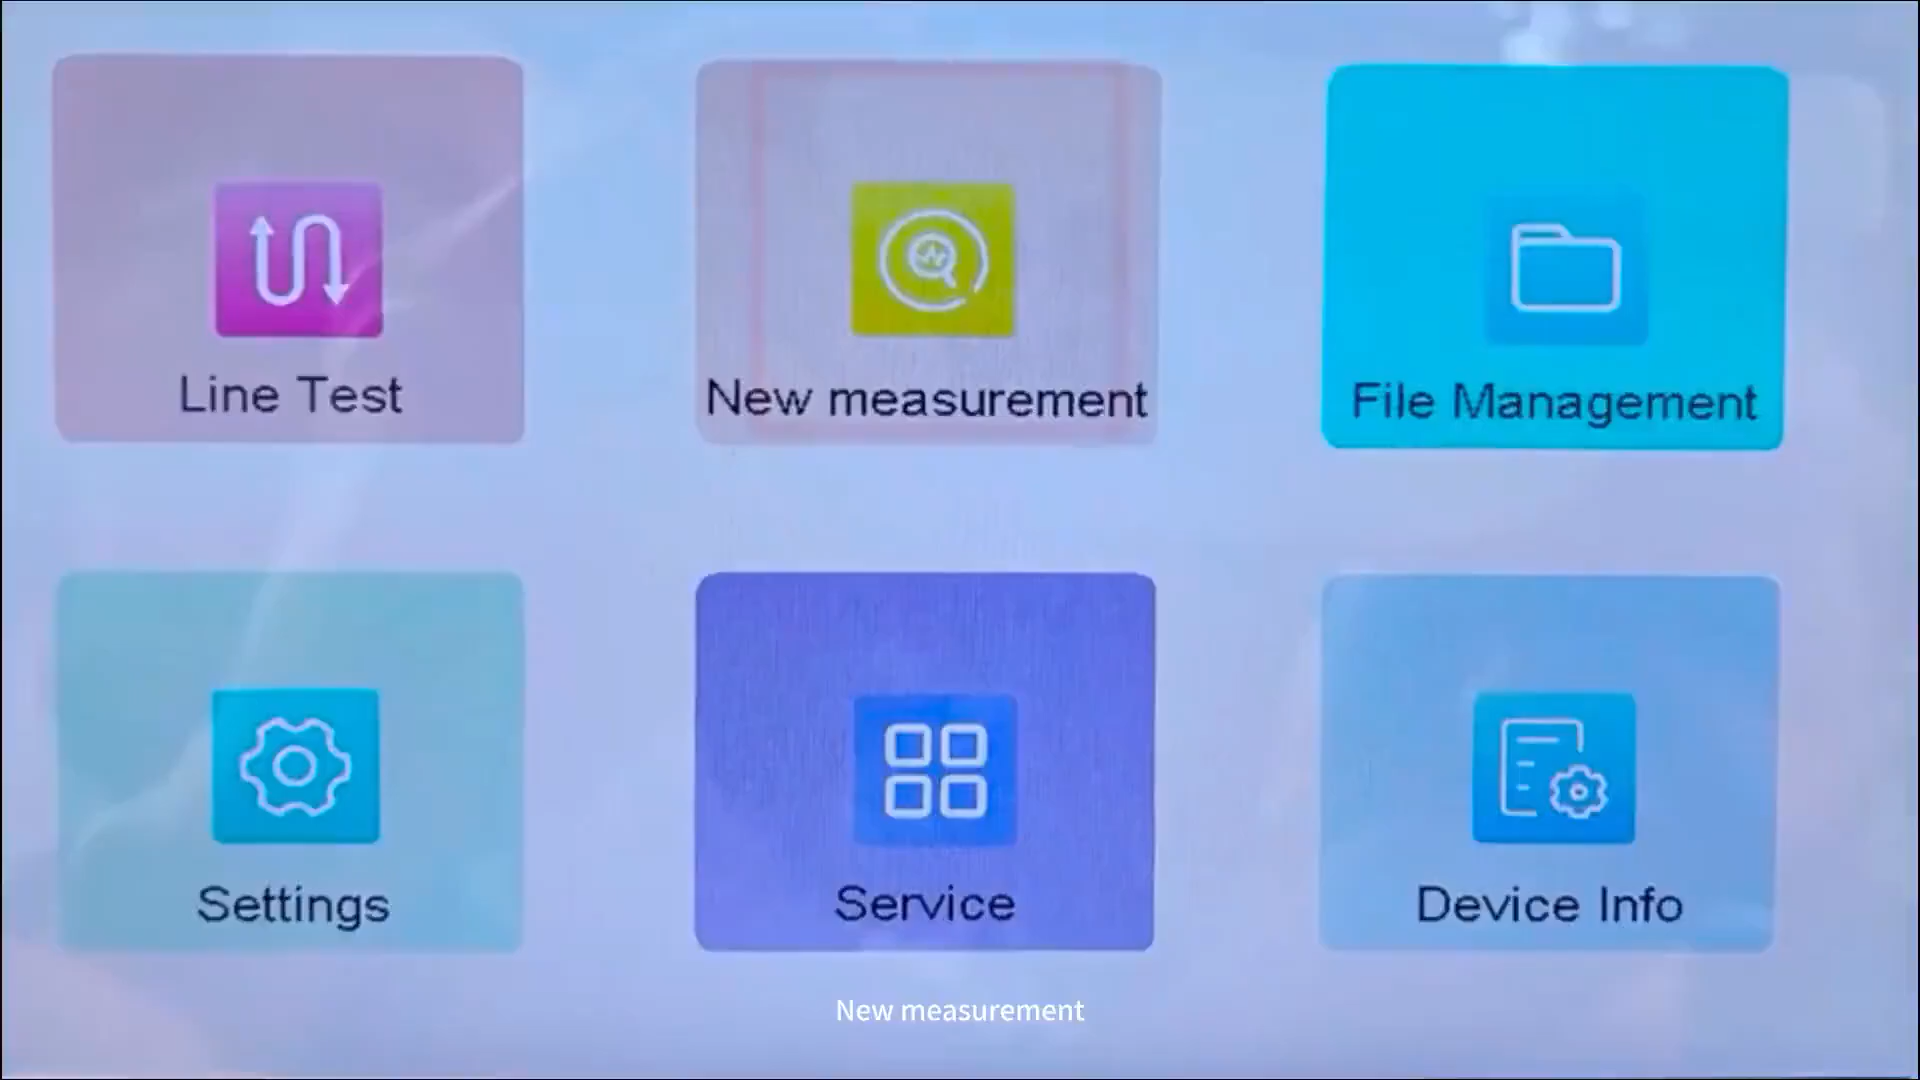 Line Test
New measurement
File Management
Settings
Service
Device Info
New measurement